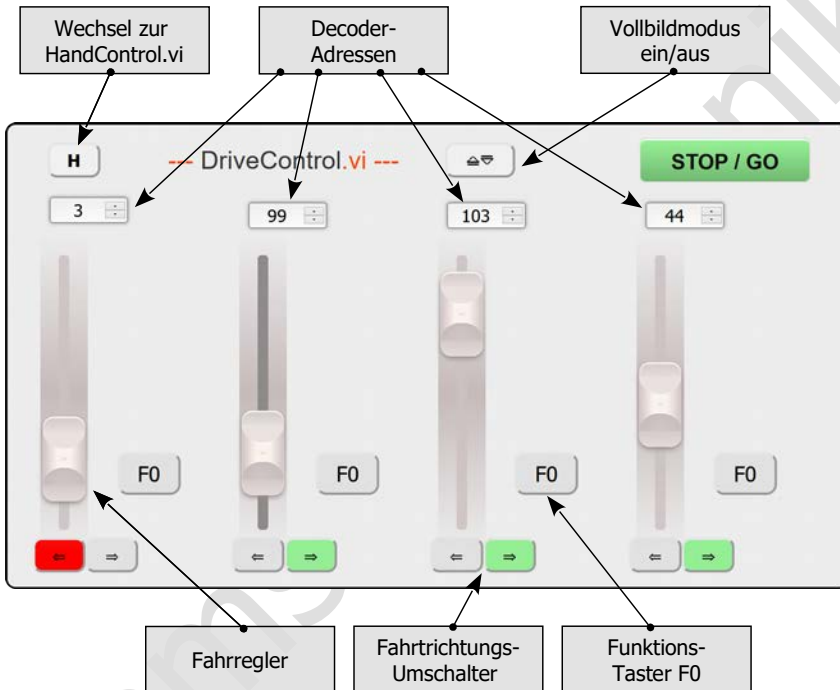 Wechsel zur
HandControl.vi
Decoder-
Adressen
Vollbildmodus
ein/aus
H
--- DriveControl.vi ---
STOP / GO
3
99
103
44
F0
F0
F0
F0
⇐ ⇒
⇐ ⇒
⇐ ⇒
⇐ ⇒
Fahrregler
Fahrtrichtungs-
Umschalter
Funktions-
Taster F0